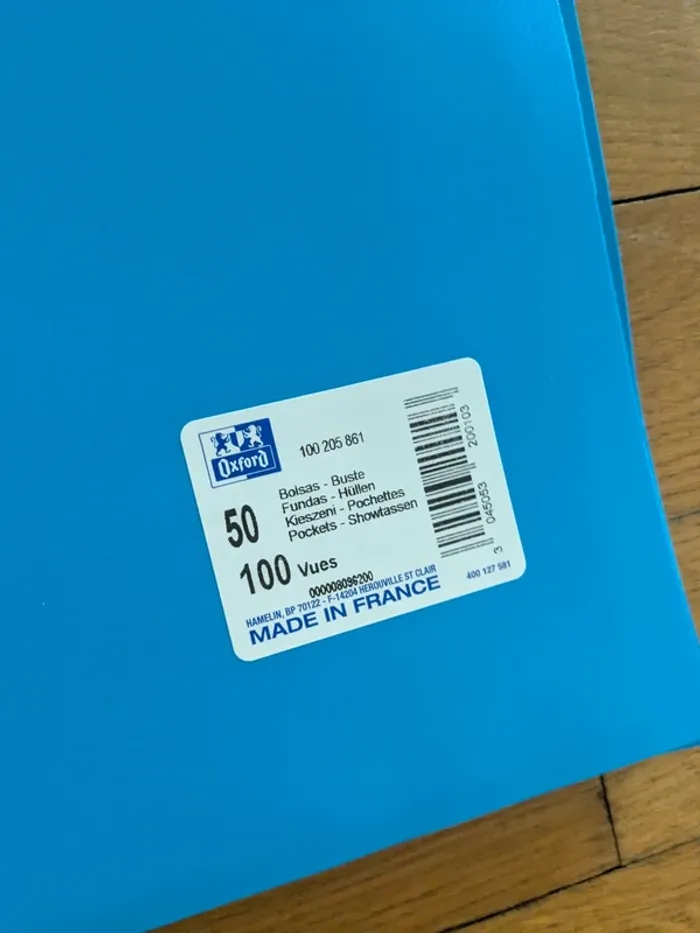 Oxford
100 205 861
50
Bolsas - Buste
Fundas - Hüllen
Kieszeni - Pochettes
Pockets - Showtassen
100 Vues
000008096200
HAMELIN, BP 70122 - F-14204 HEROUVILLE ST CLAIR
MADE IN FRANCE
400 127 581
3 045053 200103